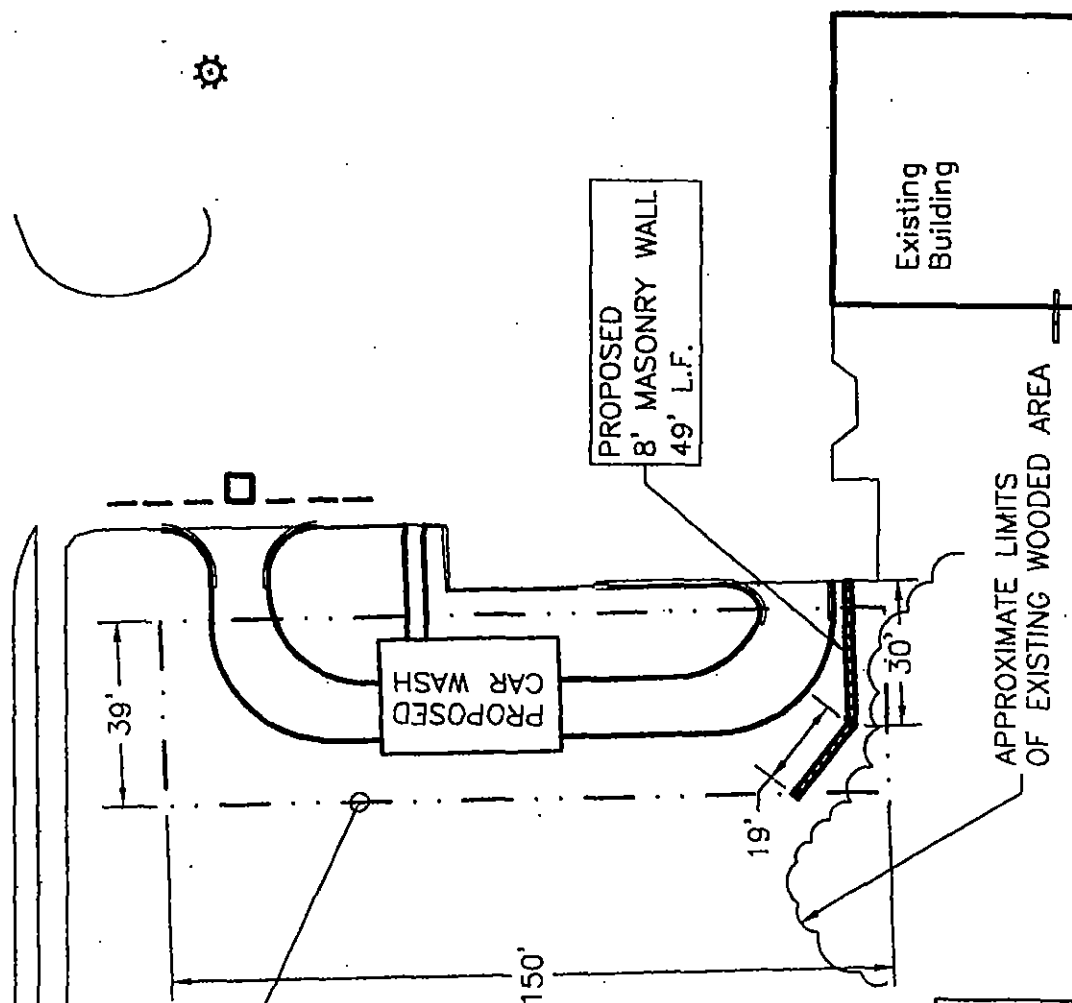 39'
PROPOSED
CAR WASH
PROPOSED
8' MASONRY WALL
49' L.F.
Existing
Building
19'
30'
150'
APPROXIMATE LIMITS
OF EXISTING WOODED AREA